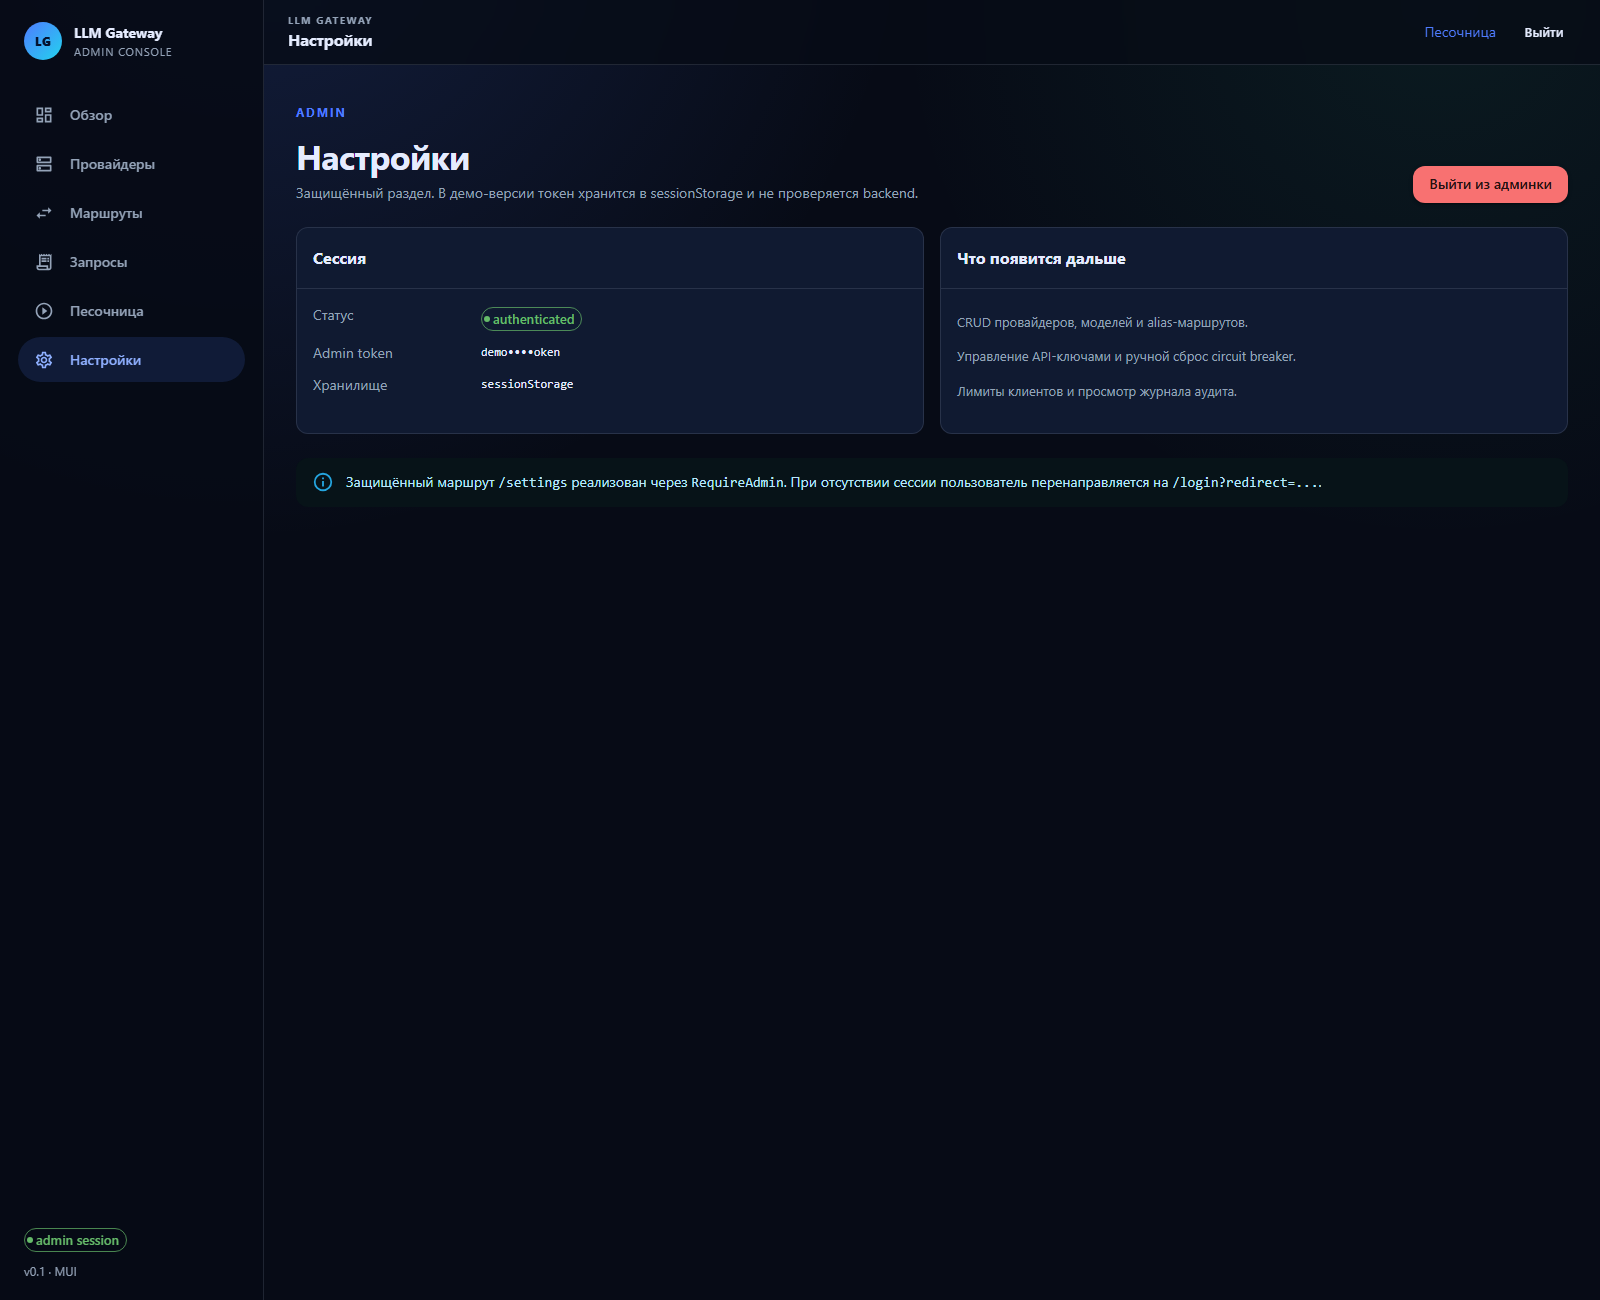 LG
LLM Gateway
ADMIN CONSOLE
Обзор
Провайдеры
Маршруты
Запросы
Песочница
Настройки
admin session
v0.1 · MUI
LLM GATEWAY
Настройки
Песочница
Выйти
ADMIN
Настройки
Защищённый раздел. В демо-версии токен хранится в sessionStorage и не проверяется backend.
Выйти из админки
Сессия
Статус
authenticated
Admin token
demo••••oken
Хранилище
sessionStorage
Что появится дальше
CRUD провайдеров, моделей и alias-маршрутов.
Управление API-ключами и ручной сброс circuit breaker.
Лимиты клиентов и просмотр журнала аудита.
Защищённый маршрут /settings реализован через RequireAdmin. При отсутствии сессии пользователь перенаправляется на /login?redirect=....